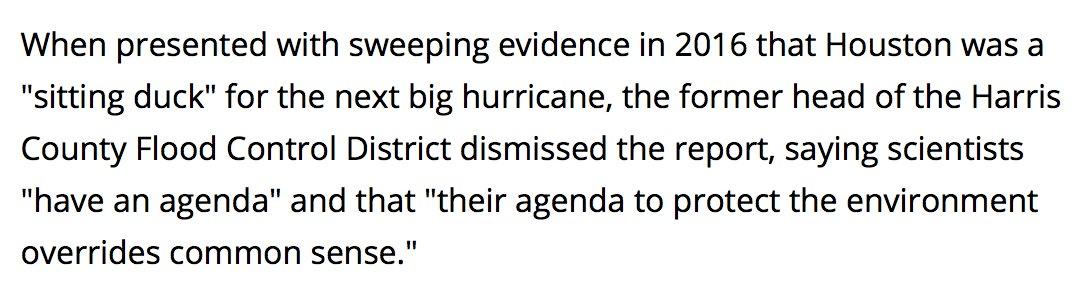 When presented with sweeping evidence in 2016 that Houston was a
"sitting duck" for the next big hurricane, the former head of the Harris
County Flood Control District dismissed the report, saying scientists
"have an agenda" and that "their agenda to protect the environment
overrides common sense."